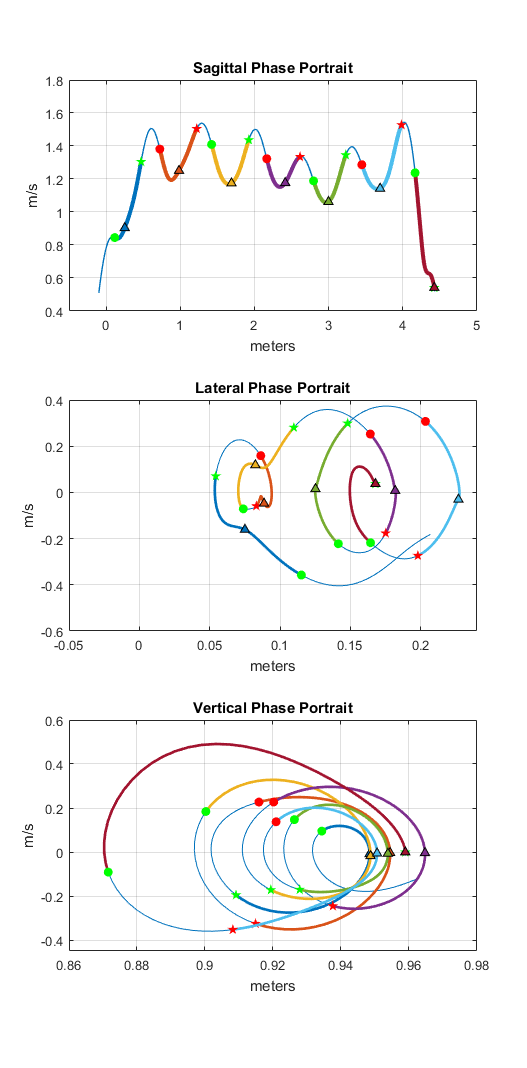 Sagittal Phase Portrait
1.8
1.6
1.4
1.2
1
0.8
0.6
0.4
m/s
0 1 2 3 4 5
meters
Lateral Phase Portrait
0.4
0.2
0
-0.2
-0.4
-0.6
m/s
-0.05 0 0.05 0.1 0.15 0.2
meters
Vertical Phase Portrait
0.6
0.4
0.2
0
-0.2
-0.4
m/s
0.86 0.88 0.9 0.92 0.94 0.96 0.98
meters